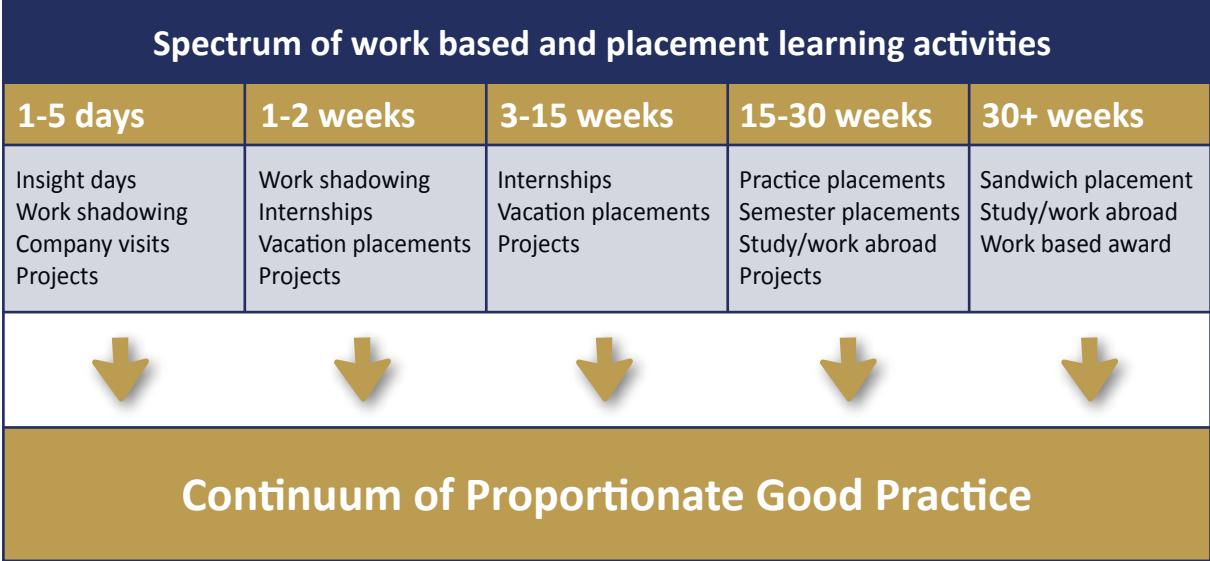 Spectrum of work based and placement learning activities
1-5 days
1-2 weeks
3-15 weeks
15-30 weeks
30+ weeks
Insight days
Work shadowing
Company visits
Projects
Work shadowing
Internships
Vacation placements
Projects
Internships
Vacation placements
Projects
Practice placements
Semester placements
Study/work abroad
Projects
Sandwich placement
Study/work abroad
Work based award
Continuum of Proportionate Good Practice